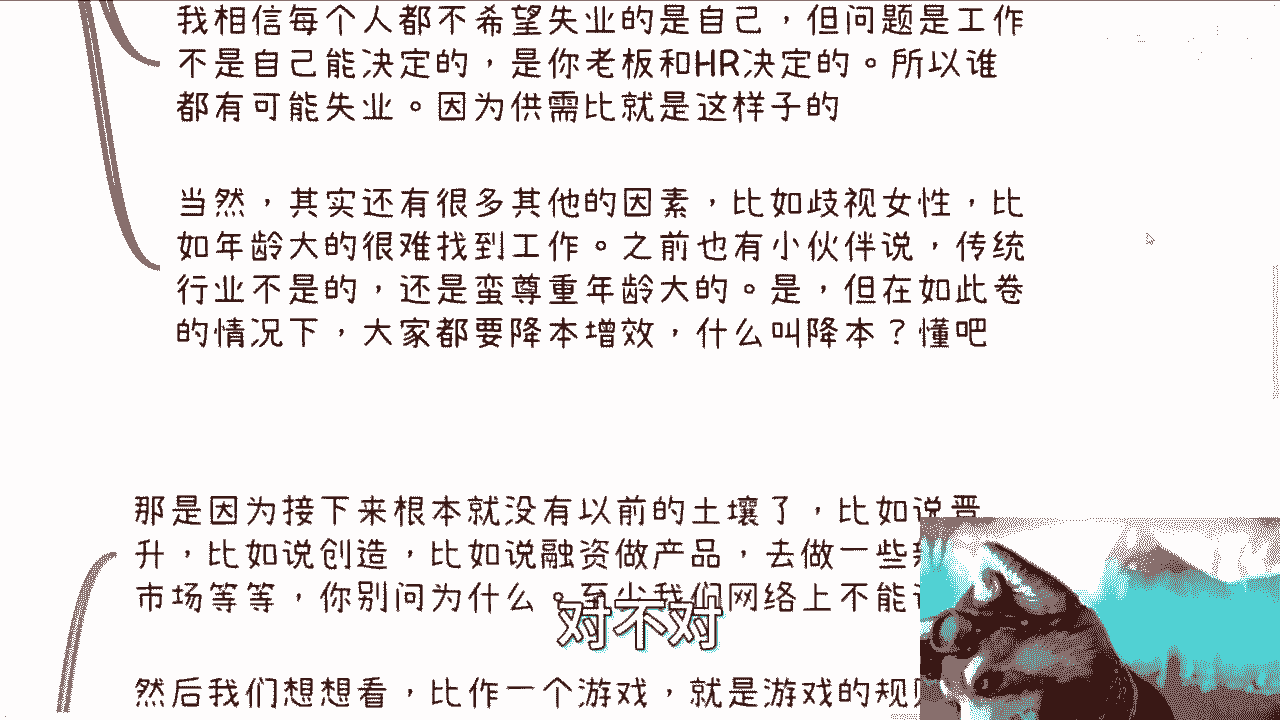 我相信每个人都不希望失业的是自己，但问题是工作
不是自己能决定的，是你老板和HR决定的。所以谁
都有可能失业。因为供需比就是这样子的
当然，其实还有很多其他的因素，比如歧视女性，比
如年龄大的很难找到工作。之前也有小伙伴说，传统
行业不是的，还是蛮尊重年龄大的。是，但在如此卷
的情况下，大家都要降本增效，什么叫降本？懂吧
那是因为接下来根本就没有以前的土壤了，比如说晋
升，比如说创造，比如说融资做产品，去做一些
市场等等，你别问为什么。至少我们网络上不能
对不对
然后我们想想看，比作一个游戏，就是游戏的规